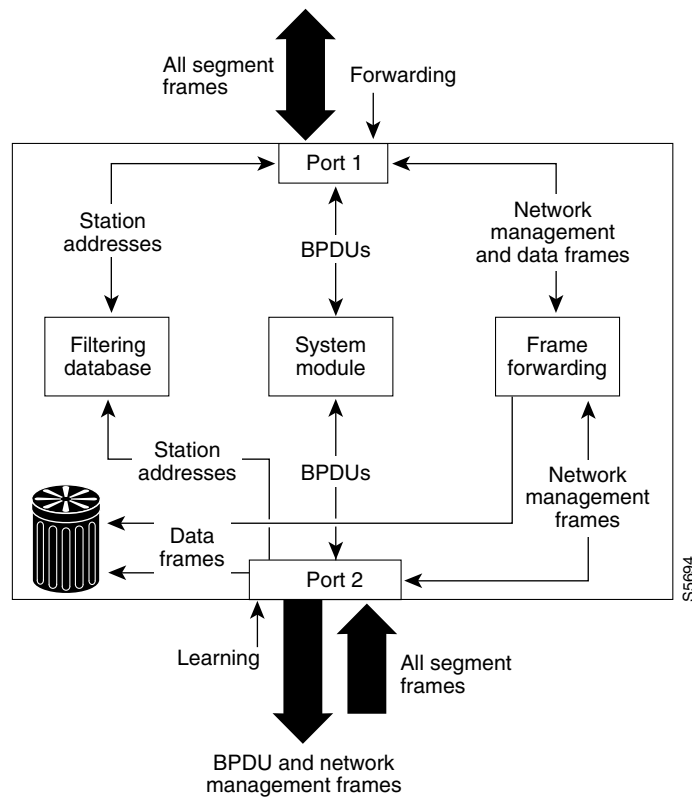 All segment
frames
Forwarding
Port 1
Station
addresses
BPDUs
Network
management
and data frames
Filtering
database
System
module
Frame
forwarding
Station
addresses
BPDUs
Network
management
frames
Data
frames
Port 2
S5694
Learning
All segment
frames
BPDU and network
management frames